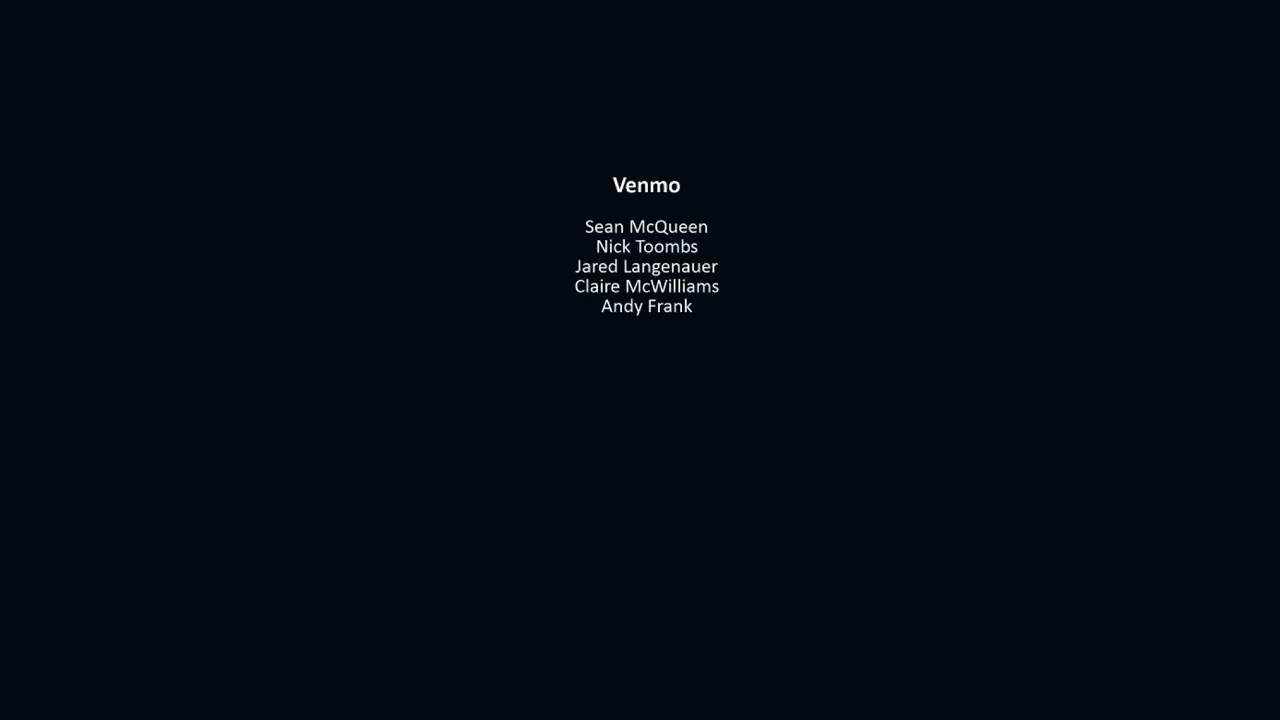 Venmo
Sean McQueen
Nick Toombs
Jared Langenauer
Claire McWilliams
Andy Frank